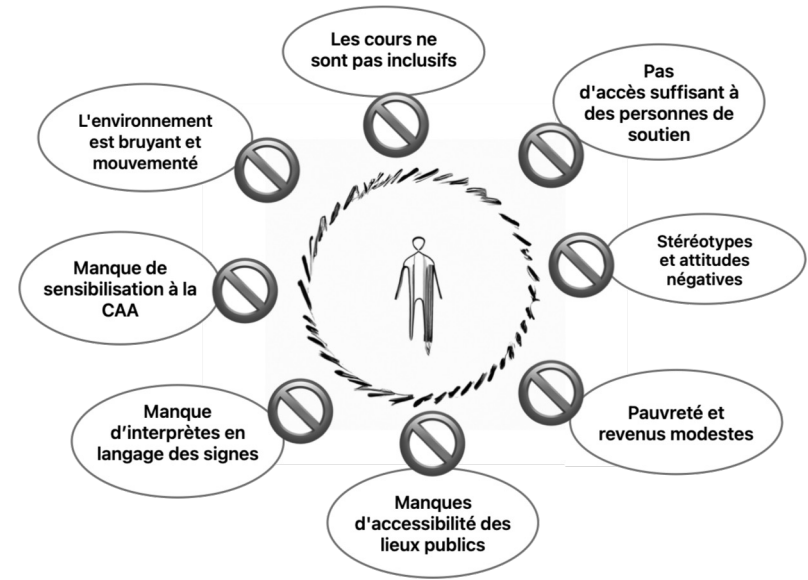 Les cours ne
sont pas inclusifs
Pas
d'accès suffisant à
des personnes de
soutien
Stéréotypes
et attitudes
négatives
Pauvreté et
revenus modestes
Manques
d'accessibilité des
lieux publics
Manque
d’interprètes en
langage des signes
Manque de
sensibilisation à la
CAA
L'environnement
est bruyant et
mouvementé